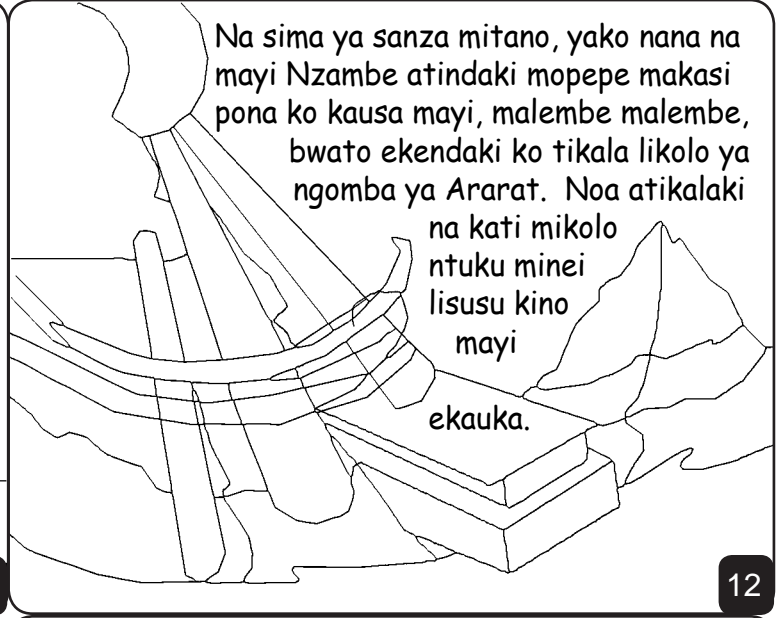 Na sima ya sanza mitano, yako nana na
mayi Nzambe atindaki mopepe makasi
pona ko kausa mayi, malembe malembe,
bwato ekendaki ko tikala likolo ya
ngomba ya Ararat.  Noa atikalaki
na kati mikolo
ntuku minei
lisusu kino
mayi
ekauka.
12